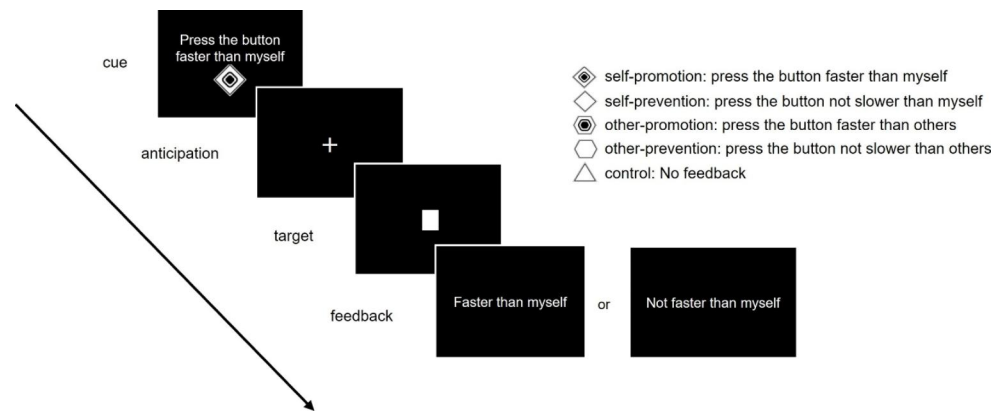 cue
Press the button
faster than myself
anticipation
+
target
feedback
Faster than myself
or
Not faster than myself
self-promotion: press the button faster than myself
self-prevention: press the button not slower than myself
other-promotion: press the button faster than others
other-prevention: press the button not slower than others
control: No feedback